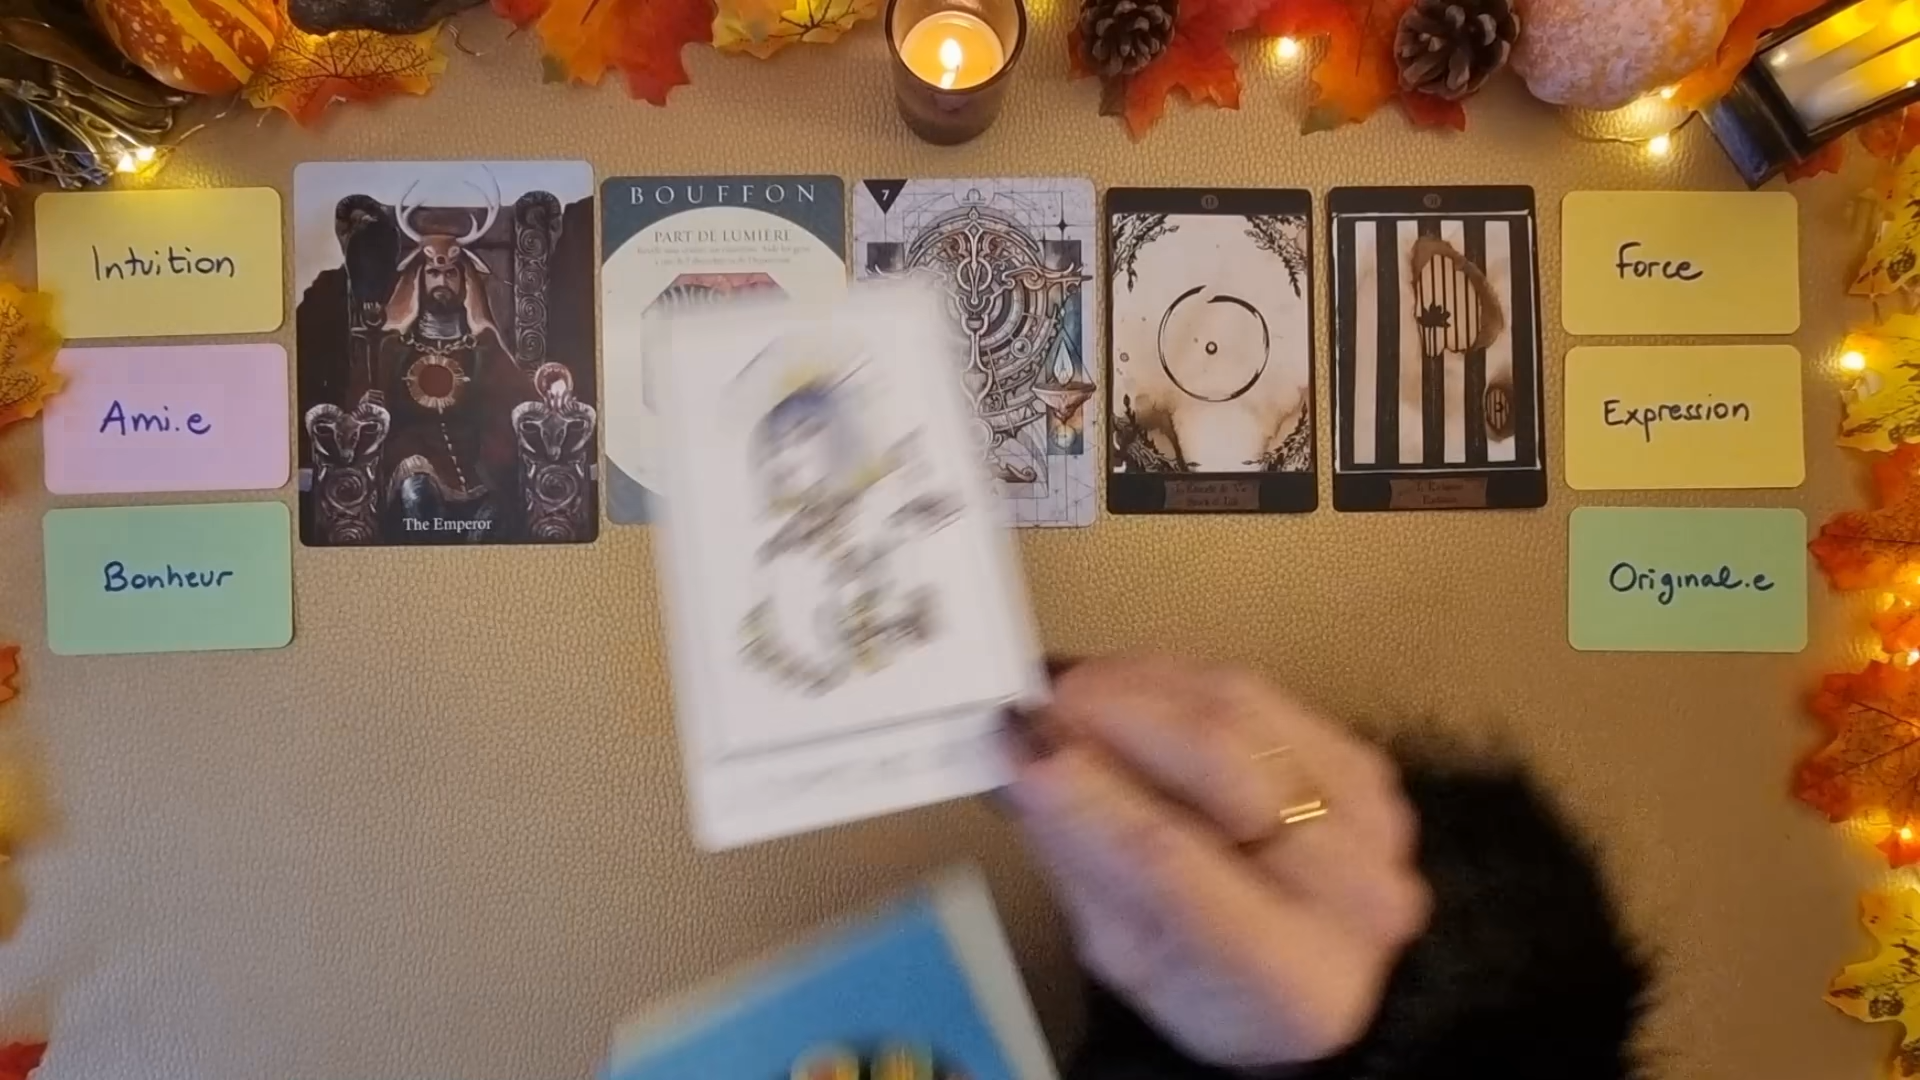 Intuition
Ami.e
Bonheur
The Emperor
BOUFFON
PART DE LUMIÈRE
7
Force
Expression
Original.e